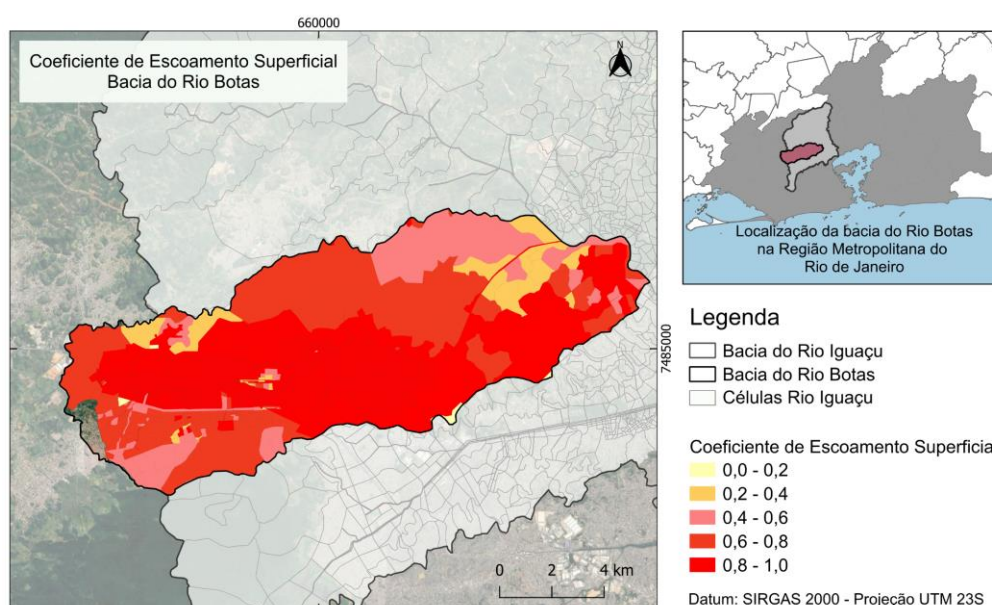 660000
Coeficiente de Escoamento Superficial
Bacia do Rio Botas
N
7485000
0 2 4 km
Localização da bacia do Rio Botas
na Região Metropolitana do
Rio de Janeiro
Legenda
Bacia do Rio Iguaçu
Bacia do Rio Botas
Células Rio Iguaçu
Coeficiente de Escoamento Superficial
0,0 - 0,2
0,2 - 0,4
0,4 - 0,6
0,6 - 0,8
0,8 - 1,0
Datum: SIRGAS 2000 - Projeção UTM 23S